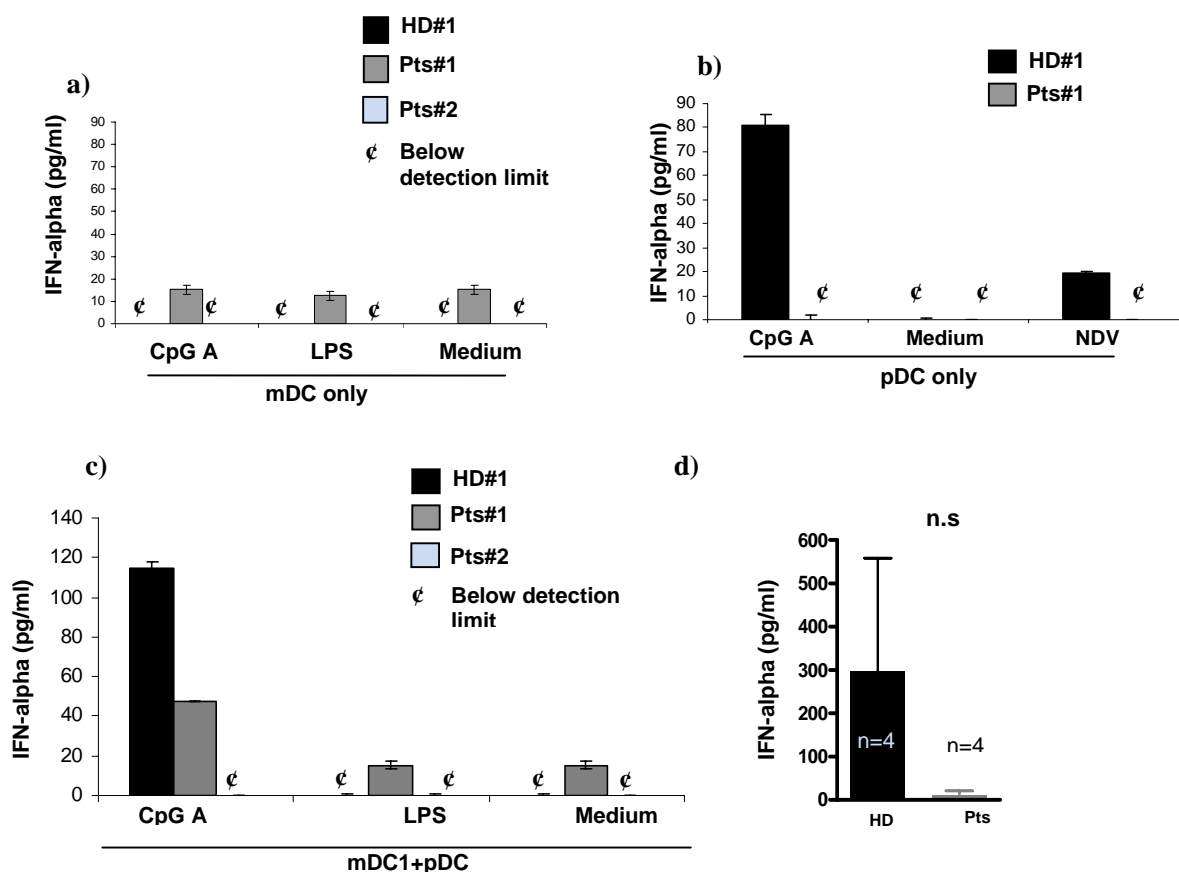 a)
HD#1
Pts#1
Pts#2
¢ Below
detection limit
IFN-alpha (pg/ml)
90
80
70
60
50
40
30
20
10
0
¢ ¢ ¢ ¢ ¢ ¢
CpG A LPS Medium
mDC only
b)
HD#1
Pts#1
IFN-alpha (pg/ml)
90
80
70
60
50
40
30
20
10
0
¢ ¢ ¢ ¢
CpG A Medium NDV
pDC only
c)
HD#1
Pts#1
Pts#2
¢ Below detection
limit
IFN-alpha (pg/ml)
140
120
100
80
60
40
20
0
¢ ¢ ¢ ¢ ¢
CpG A LPS Medium
mDC1+pDC
d)
n.s
IFN-alpha (pg/ml)
600
500
400
300
200
100
0
n=4 n=4
HD Pts